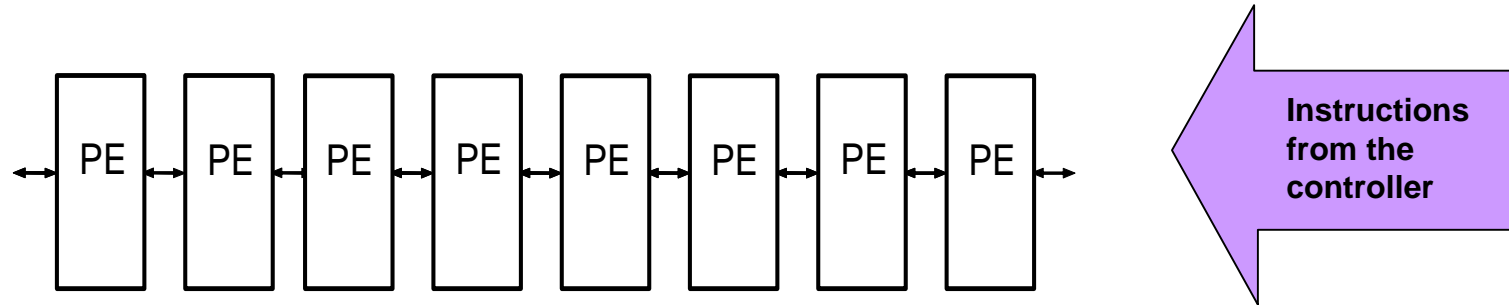 PE PE PE PE PE PE PE PE
Instructions
from the
controller